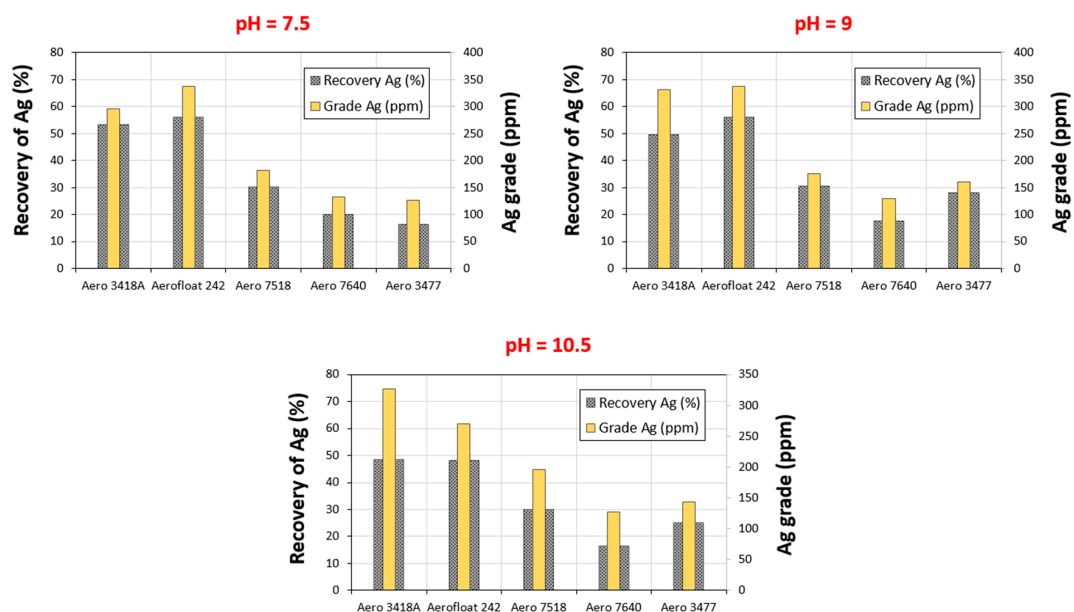 pH = 7.5
Recovery of Ag (%)
80
70
60
50
40
30
20
10
0
Recovery Ag (%)
Grade Ag (ppm)
400
350
300
250
200
150
100
50
0
Ag grade (ppm)
Aero 3418A Aerofloat 242 Aero 7518 Aero 7640 Aero 3477
pH = 9
Recovery of Ag (%)
80
70
60
50
40
30
20
10
0
Recovery Ag (%)
Grade Ag (ppm)
400
350
300
250
200
150
100
50
0
Ag grade (ppm)
Aero 3418A Aerofloat 242 Aero 7518 Aero 7640 Aero 3477
pH = 10.5
Recovery of Ag (%)
80
70
60
50
40
30
20
10
0
Recovery Ag (%)
Grade Ag (ppm)
350
300
250
200
150
100
50
0
Ag grade (ppm)
Aero 3418A Aerofloat 242 Aero 7518 Aero 7640 Aero 3477